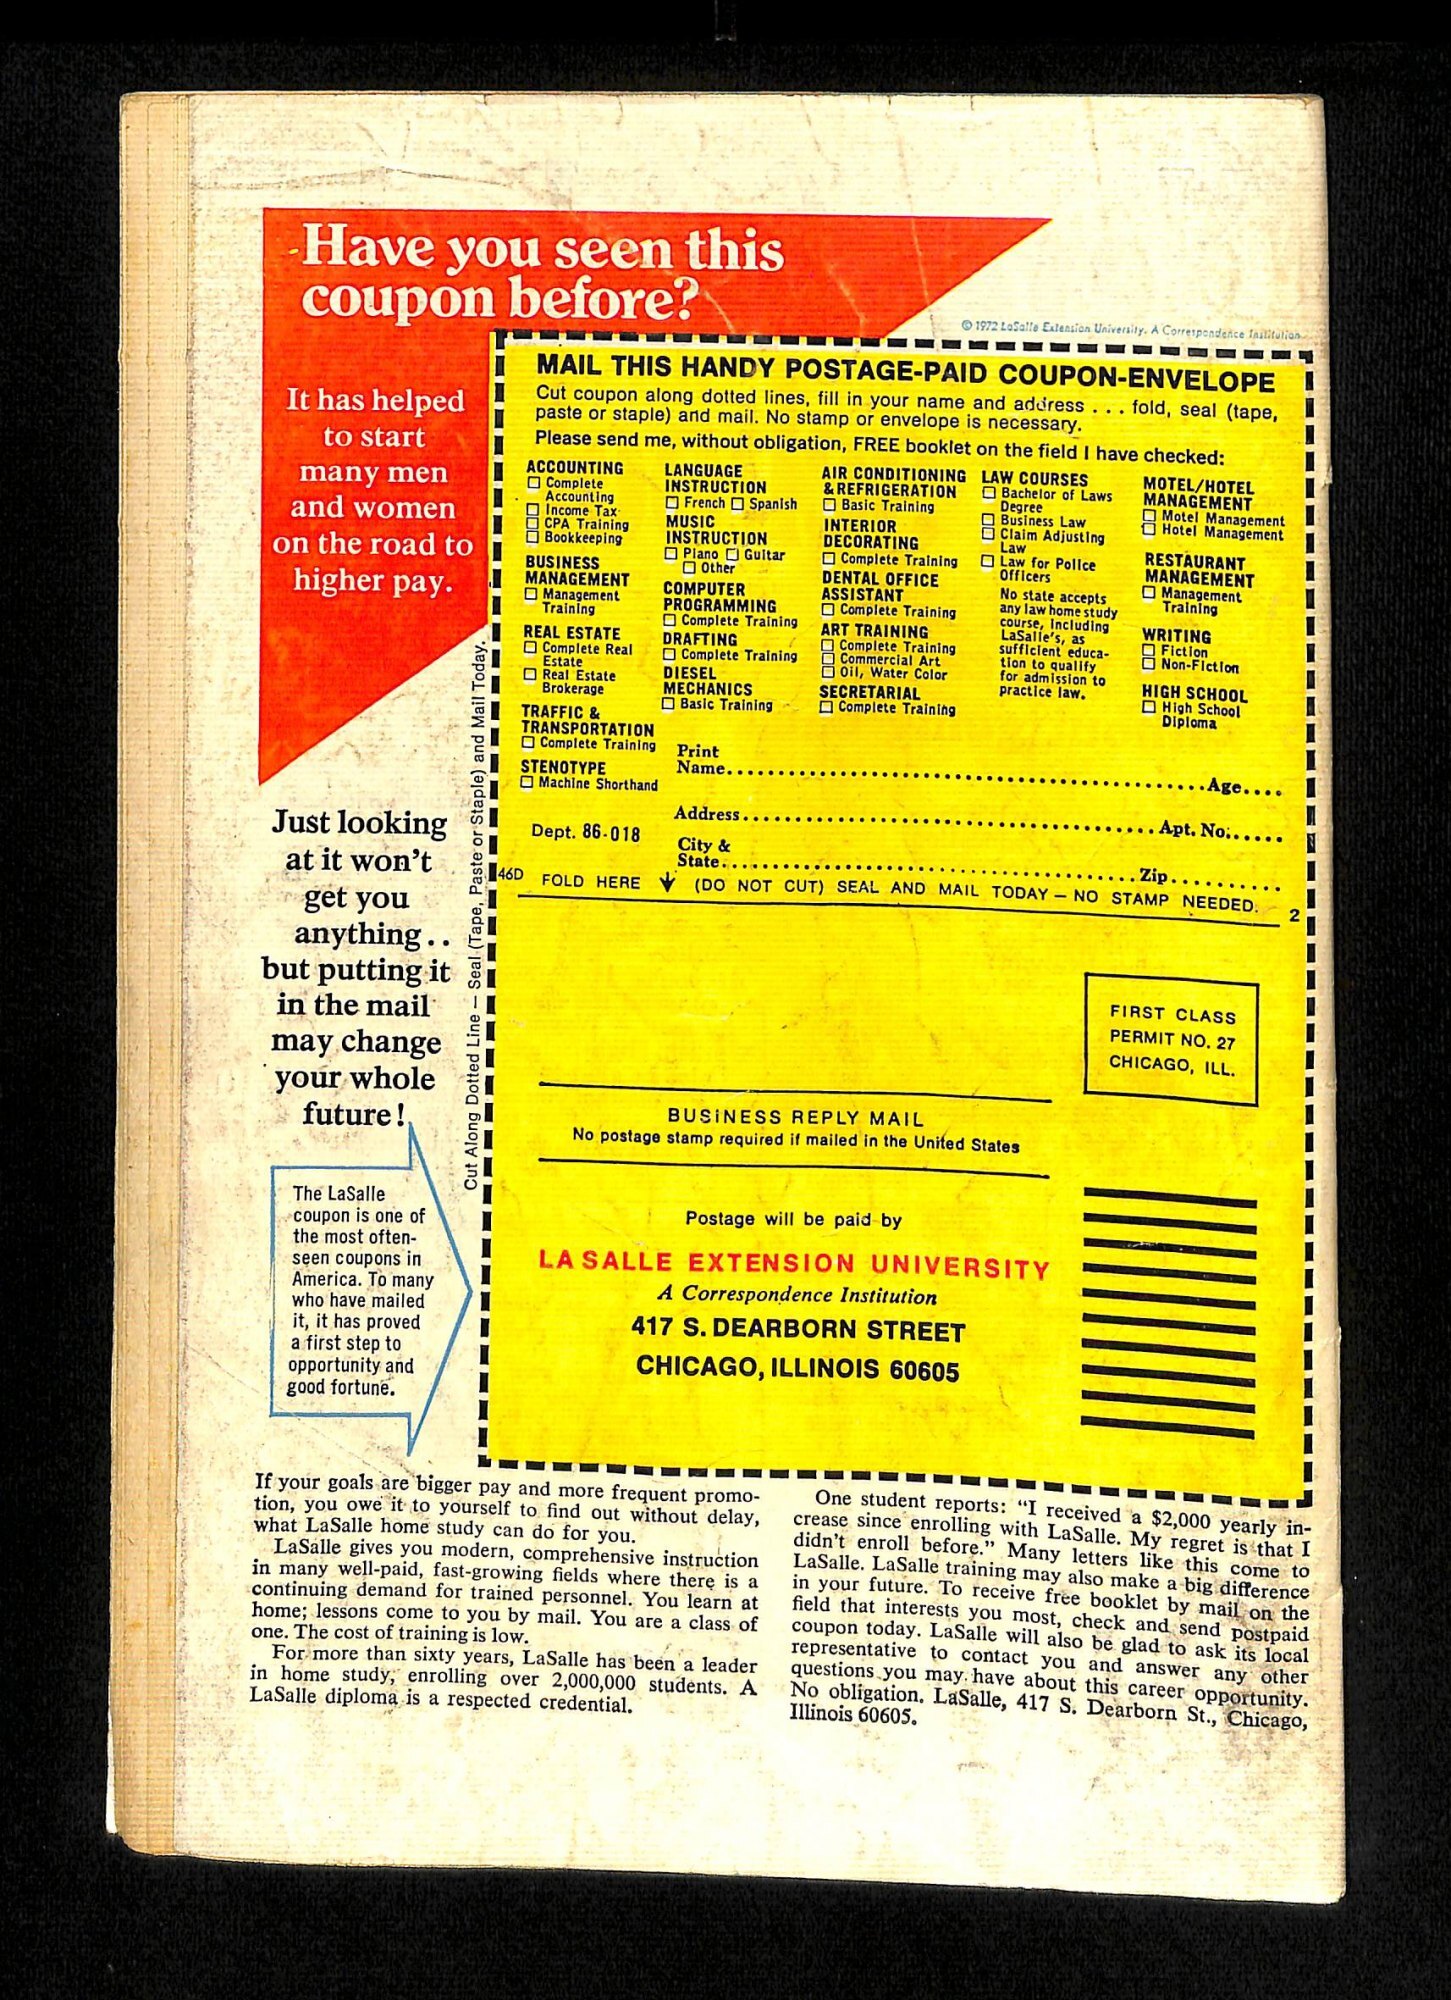 Have you seen this
coupon before?
© 1972 LaSalle Extension University. A Correspondence Institution
It has helped
to start
many men
and women
on the road to
higher pay.
Just looking
at it won't
get you
anything..
but putting it
in the mail
may change
your whole
future!
The LaSalle
coupon is one of
the most often-
seen coupons in
America. To many
who have mailed
it, it has proved
a first step to
opportunity and
good fortune.
Cut Along Dotted Line — Seal (Tape, Paste or Staple) and Mail Today.
MAIL THIS HANDY POSTAGE-PAID COUPON-ENVELOPE
Cut coupon along dotted lines, fill in your name and address . . . fold, seal (tape,
paste or staple) and mail. No stamp or envelope is necessary.
Please send me, without obligation, FREE booklet on the field I have checked:
ACCOUNTING
☐ Complete
Accounting
☐ Income Tax
☐ CPA Training
☐ Bookkeeping
BUSINESS
MANAGEMENT
☐ Management
Training
REAL ESTATE
☐ Complete Real
Estate
☐ Real Estate
Brokerage
TRAFFIC &
TRANSPORTATION
☐ Complete Training
STENOTYPE
☐ Machine Shorthand
LANGUAGE
INSTRUCTION
☐ French ☐ Spanish
MUSIC
INSTRUCTION
☐ Piano ☐ Guitar
☐ Other
COMPUTER
PROGRAMMING
☐ Complete Training
DRAFTING
☐ Complete Training
DIESEL
MECHANICS
☐ Basic Training
AIR CONDITIONING
& REFRIGERATION
☐ Basic Training
INTERIOR
DECORATING
☐ Complete Training
DENTAL OFFICE
ASSISTANT
☐ Complete Training
ART TRAINING
☐ Complete Training
☐ Commercial Art
☐ Oil, Water Color
SECRETARIAL
☐ Complete Training
LAW COURSES
☐ Bachelor of Laws
Degree
☐ Business Law
☐ Claim Adjusting
Law
☐ Law for Police
Officers
No state accepts
any law home study
course, including
LaSalle's, as
sufficient educa-
tion to qualify
for admission to
practice law.
MOTEL/HOTEL
MANAGEMENT
☐ Motel Management
☐ Hotel Management
RESTAURANT
MANAGEMENT
☐ Management
Training
WRITING
☐ Fiction
☐ Non-Fiction
HIGH SCHOOL
☐ High School
Diploma
Print
Name.......... Age....
Address.......... Apt. No.......
Dept. 86-018
City &
State.......... Zip..........
46D FOLD HERE ↓ (DO NOT CUT) SEAL AND MAIL TODAY — NO STAMP NEEDED. 2
FIRST CLASS
PERMIT NO. 27
CHICAGO, ILL.
BUSINESS REPLY MAIL
No postage stamp required if mailed in the United States
Postage will be paid by
LA SALLE EXTENSION UNIVERSITY
A Correspondence Institution
417 S. DEARBORN STREET
CHICAGO, ILLINOIS 60605
If your goals are bigger pay and more frequent promo-
tion, you owe it to yourself to find out without delay,
what LaSalle home study can do for you.
LaSalle gives you modern, comprehensive instruction
in many well-paid, fast-growing fields where there is a
continuing demand for trained personnel. You learn at
home; lessons come to you by mail. You are a class of
one. The cost of training is low.
For more than sixty years, LaSalle has been a leader
in home study, enrolling over 2,000,000 students. A
LaSalle diploma is a respected credential.
One student reports: "I received a $2,000 yearly in-
crease since enrolling with LaSalle. My regret is that I
didn't enroll before." Many letters like this come to
LaSalle. LaSalle training may also make a big difference
in your future. To receive free booklet by mail on the
field that interests you most, check and send postpaid
coupon today. LaSalle will also be glad to ask its local
representative to contact you and answer any other
questions you may have about this career opportunity.
No obligation. LaSalle, 417 S. Dearborn St., Chicago,
Illinois 60605.